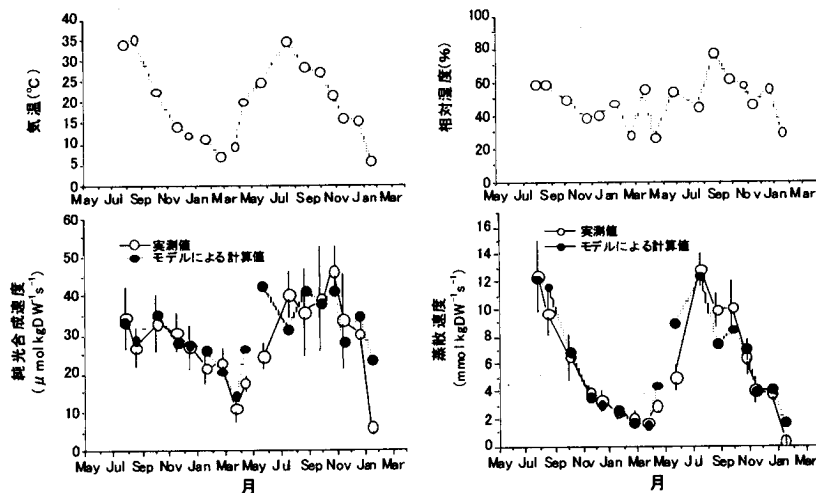 気温(℃)
40
35
30
25
20
15
10
5
0
May Jul Sep Nov Jan Mar May Jul Sep Nov Jan Mar
相対湿度(%)
100
80
60
40
20
0
May Jul Sep Nov Jan Mar May Jul Sep Nov Jan Mar
純光合成速度
(μmol kgDW⁻¹s⁻¹)
60
50
40
30
20
10
0
実測値
モデルによる計算値
May Jul Sep Nov Jan Mar May Jul Sep Nov Jan Mar
月
蒸散速度
(mmol kgDW⁻¹s⁻¹)
16
14
12
10
8
6
4
2
0
実測値
モデルによる計算値
May Jul Sep Nov Jan Mar May Jul Sep Nov Jan Mar
月